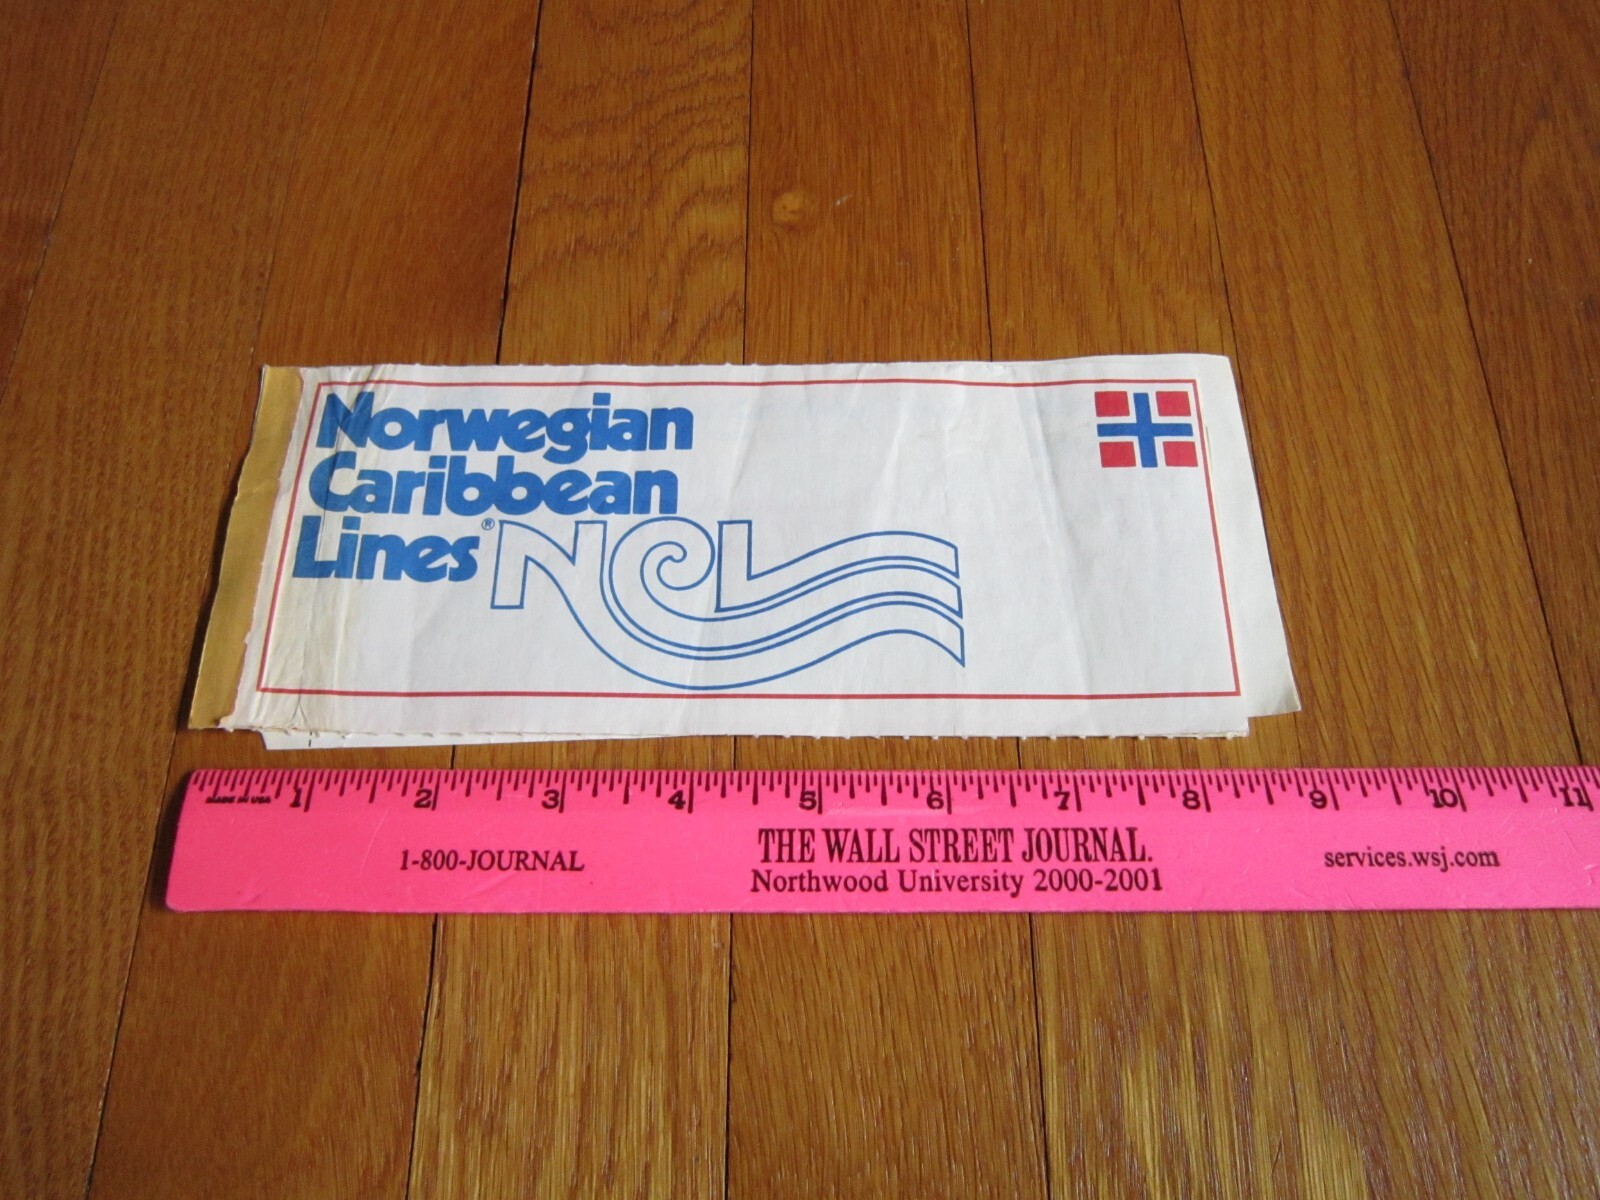 Norwegian
Caribbean
Lines®
NCL
MADE IN USA 1 2 3 4 5 6 7 8 9 10 11
1-800-JOURNAL
THE WALL STREET JOURNAL.
Northwood University 2000-2001
services.wsj.com